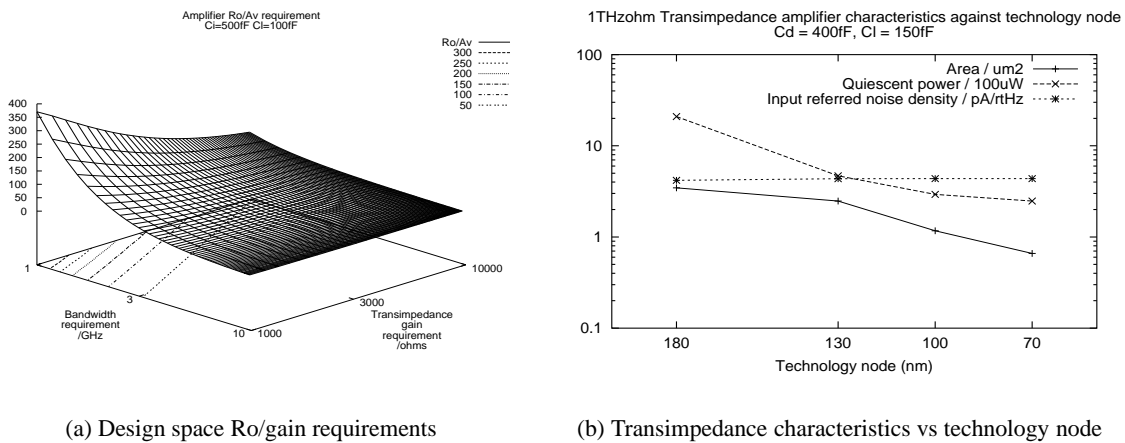 Amplifier Ro/Av requirement
Ci=500fF Cl=100fF
Ro/Av
300
250
200
150
100
50
400
350
300
250
200
150
100
50
0
1
3
10
1000
3000
10000
Bandwidth
requirement
/GHz
Transimpedance
gain
requirement
/ohms
(a) Design space Ro/gain requirements
1THzohm Transimpedance amplifier characteristics against technology node
Cd = 400fF, Cl = 150fF
Area / um2
Quiescent power / 100uW
Input referred noise density / pA/rtHz
100
10
1
0.1
180
130
100
70
Technology node (nm)
(b) Transimpedance characteristics vs technology node